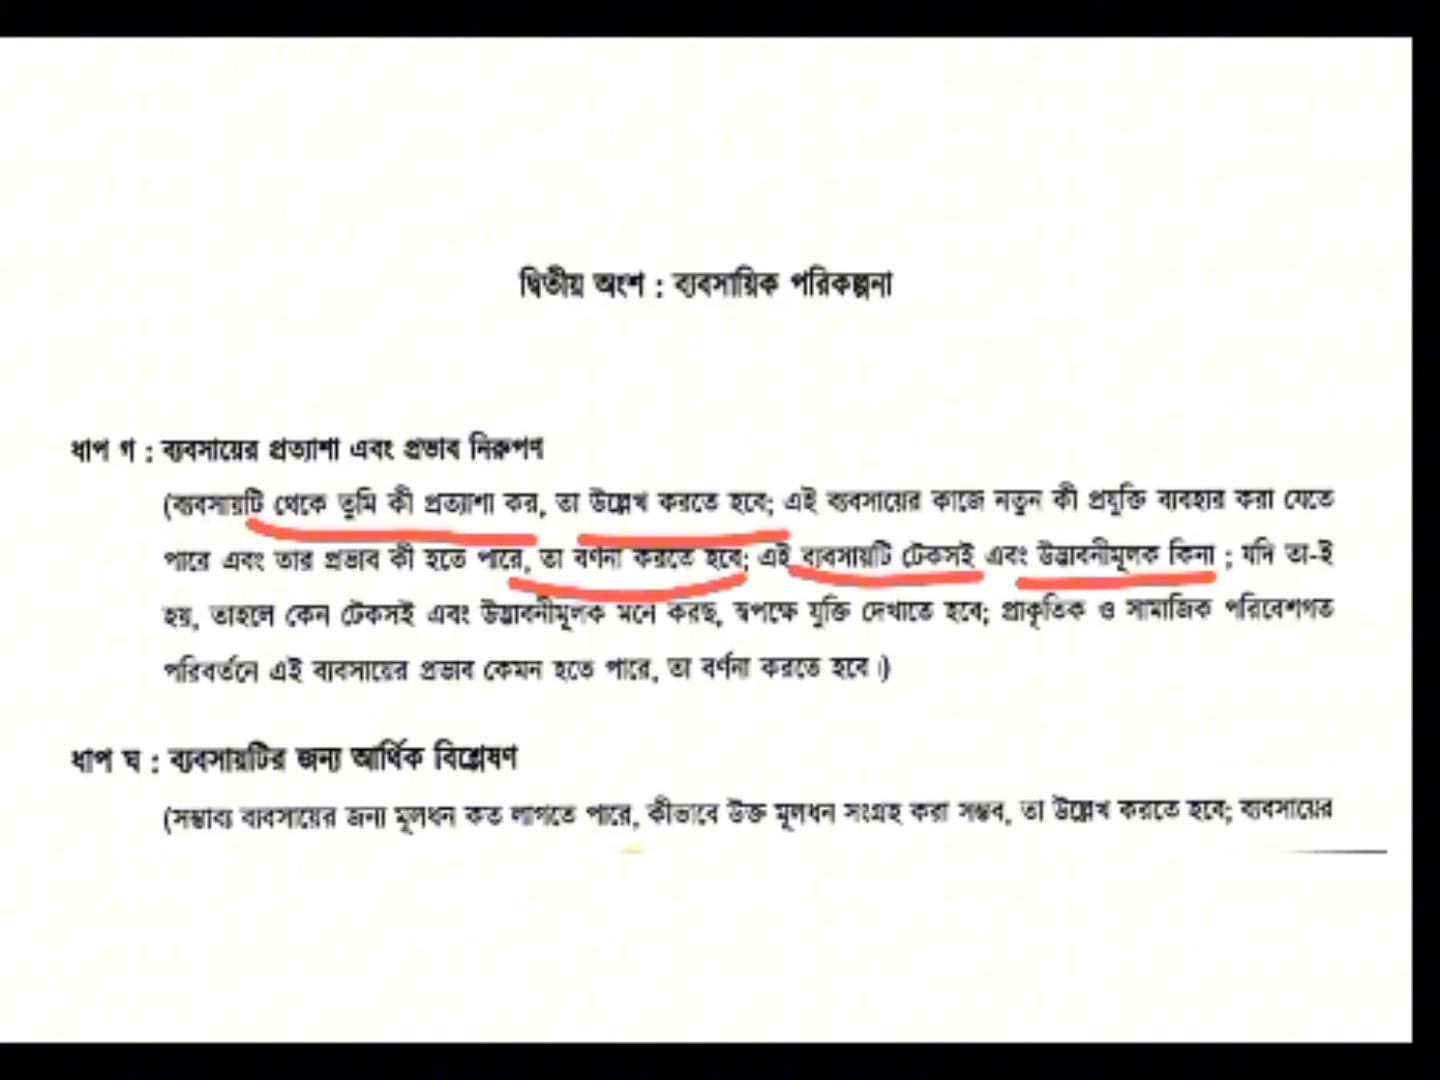 দ্বিতীয় অংশ : ব্যবসায়িক পরিকল্পনা
ধাপ গ : ব্যবসায়ের প্রত্যাশা এবং প্রভাব নিরুপণ
(ব্যবসায়টি থেকে তুমি কী প্রত্যাশা কর, তা উল্লেখ করতে হবে; এই ব্যবসায়ের কাজে নতুন কী প্রযুক্তি ব্যবহার করা যেতে
পারে এবং তার প্রভাব কী হতে পারে, তা বর্ণনা করতে হবে; এই ব্যবসায়টি টেকসই এবং উদ্ভাবনীমূলক কিনা ; যদি তা-ই
হয়, তাহলে কেন টেকসই এবং উদ্ভাবনীমূলক মনে করছ, স্বপক্ষে যুক্তি দেখাতে হবে; প্রাকৃতিক ও সামাজিক পরিবেশগত
পরিবর্তনে এই ব্যবসায়ের প্রভাব কেমন হতে পারে, তা বর্ণনা করতে হবে।)
ধাপ ঘ : ব্যবসায়টির জন্য আর্থিক বিশ্লেষণ
(সম্ভাব্য ব্যবসায়ের জন্য মূলধন কত লাগতে পারে, কীভাবে উক্ত মূলধন সংগ্রহ করা সম্ভব, তা উল্লেখ করতে হবে; ব্যবসায়ের